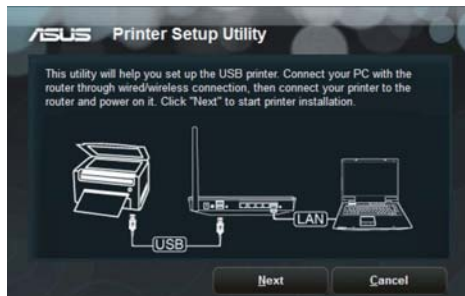 ASUS Printer Setup Utility
This utility will help you set up the USB printer. Connect your PC with the
router through wired/wireless connection, then connect your printer to the
router and power on it. Click "Next" to start printer installation.
LAN
USB
Next
Cancel